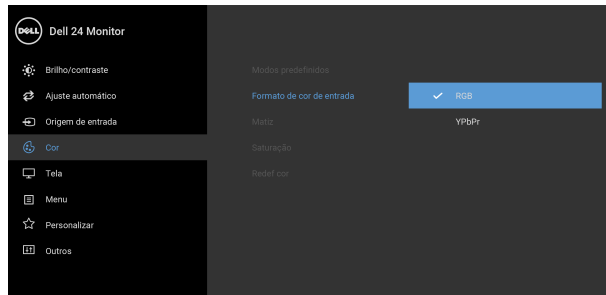 DELL
Dell 24 Monitor
Brilho/contraste
Ajuste automático
Origem de entrada
Cor
Tela
Menu
Personalizar
Outros
Modos predefinidos
Formato de cor de entrada
Matiz
Saturação
Redef cor
RGB
YPbPr